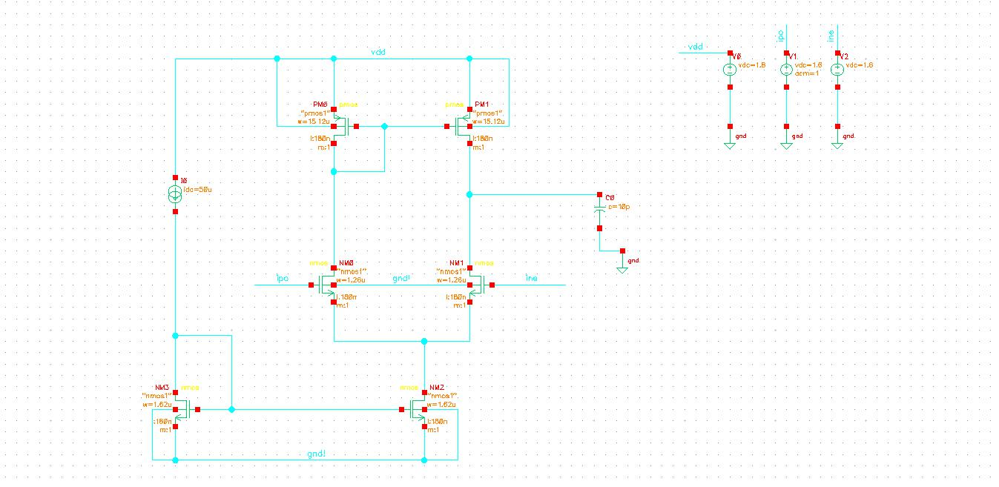 vdd
PM0
pmos
"pmos1"
w=15.12u
l:180n
m:1
pmos
PM1
"pmos1"
w=15.12u
l:180n
m:1
vdd
V0
vdc=1.8
gnd
ipo
V1
vdc=1.6
acm=1
gnd
ine
V2
vdc=1.6
gnd
I0
idc=50u
C0
c=10p
gnd
nmos
NM0
"nmos1"
w=1.26u
l:180n
m:1
ipo
gnd!
NM1
nmos
"nmos1"
w=1.26u
l:180n
m:1
ine
NM3
nmos
"nmos1"
w=1.62u
:180n
m:1
nmos
NM2
"nmos1"
w=1.62u
l:180n
m:1
gnd!